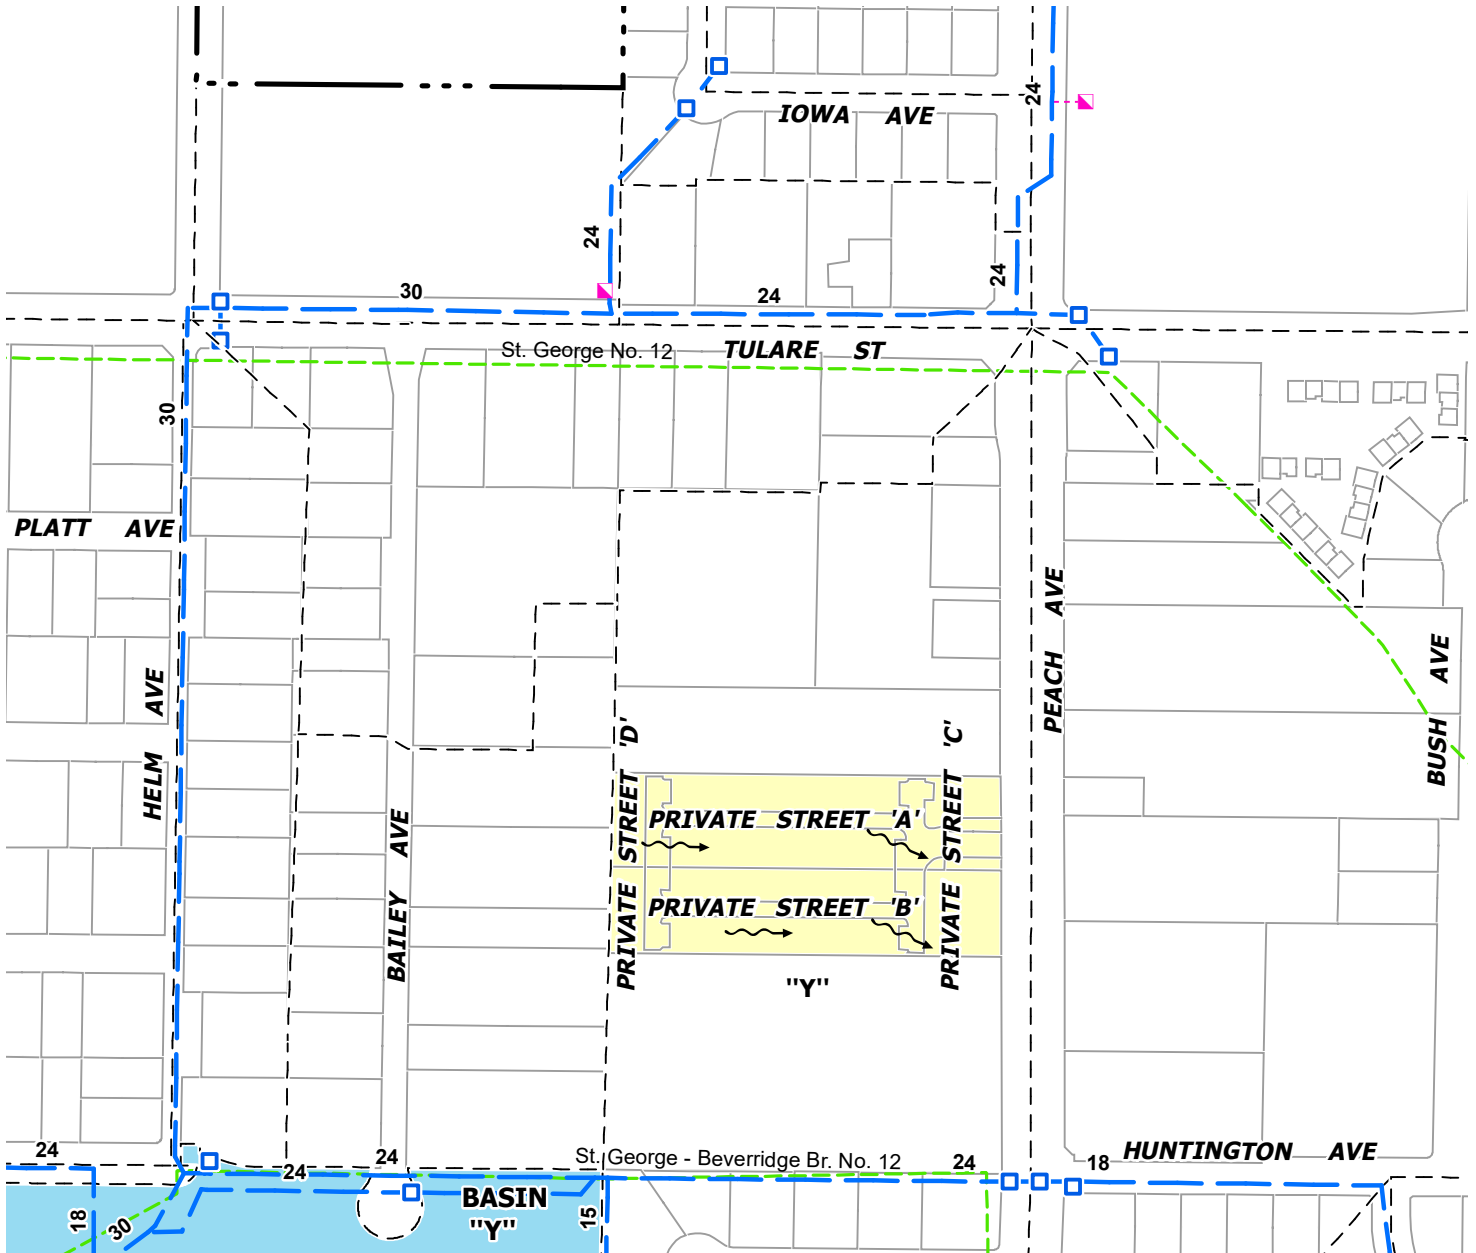 24
IOWA AVE
24
24
30
24
St. George No. 12
TULARE ST
30
PLATT AVE
PEACH AVE
HELM AVE
BUSH AVE
BAILEY AVE
PRIVATE STREET 'D'
PRIVATE STREET 'C'
PRIVATE STREET 'A'
PRIVATE STREET 'B'
"Y"
24
24
24
St. George - Beverridge Br. No. 12
24
18
HUNTINGTON AVE
BASIN
"Y"
18
30
15